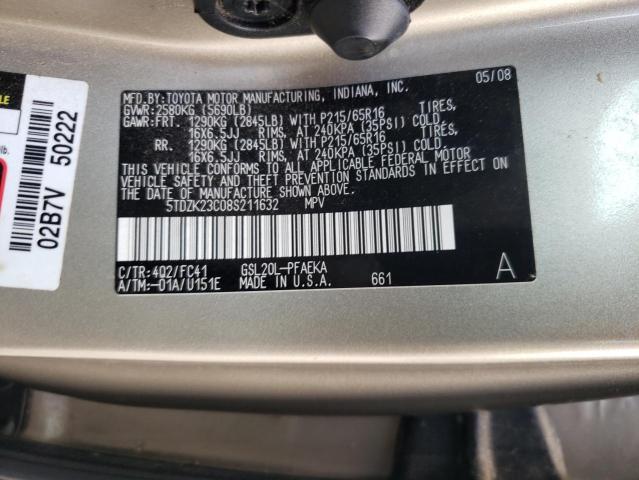 MFD. BY: TOYOTA MOTOR MANUFACTURING, INDIANA, INC. 05/08
GVWR: 2580KG (5690LB)
GAWR: FRT. 1290KG (2845LB) WITH P215/65R16 TIRES,
16X6.5JJ RIMS, AT 240KPA (35PSI) COLD.
RR. 1290KG (2845LB) WITH P215/65R16 TIRES,
16X6.5JJ RIMS, AT 240KPA (35PSI) COLD.
THIS VEHICLE CONFORMS TO ALL APPLICABLE FEDERAL MOTOR
VEHICLE SAFETY, BUMPER, AND THEFT PREVENTION
STANDARDS IN EFFECT ON THE DATE OF MANUFACTURE
SHOWN ABOVE.
5TDZK23C08S211632 MPV
C/TR: 4Q2/FC41 GSL20L-PFAEKA A
A/TM: -01A/U151E MADE IN U.S.A. 661
02B7V 50222
lb.